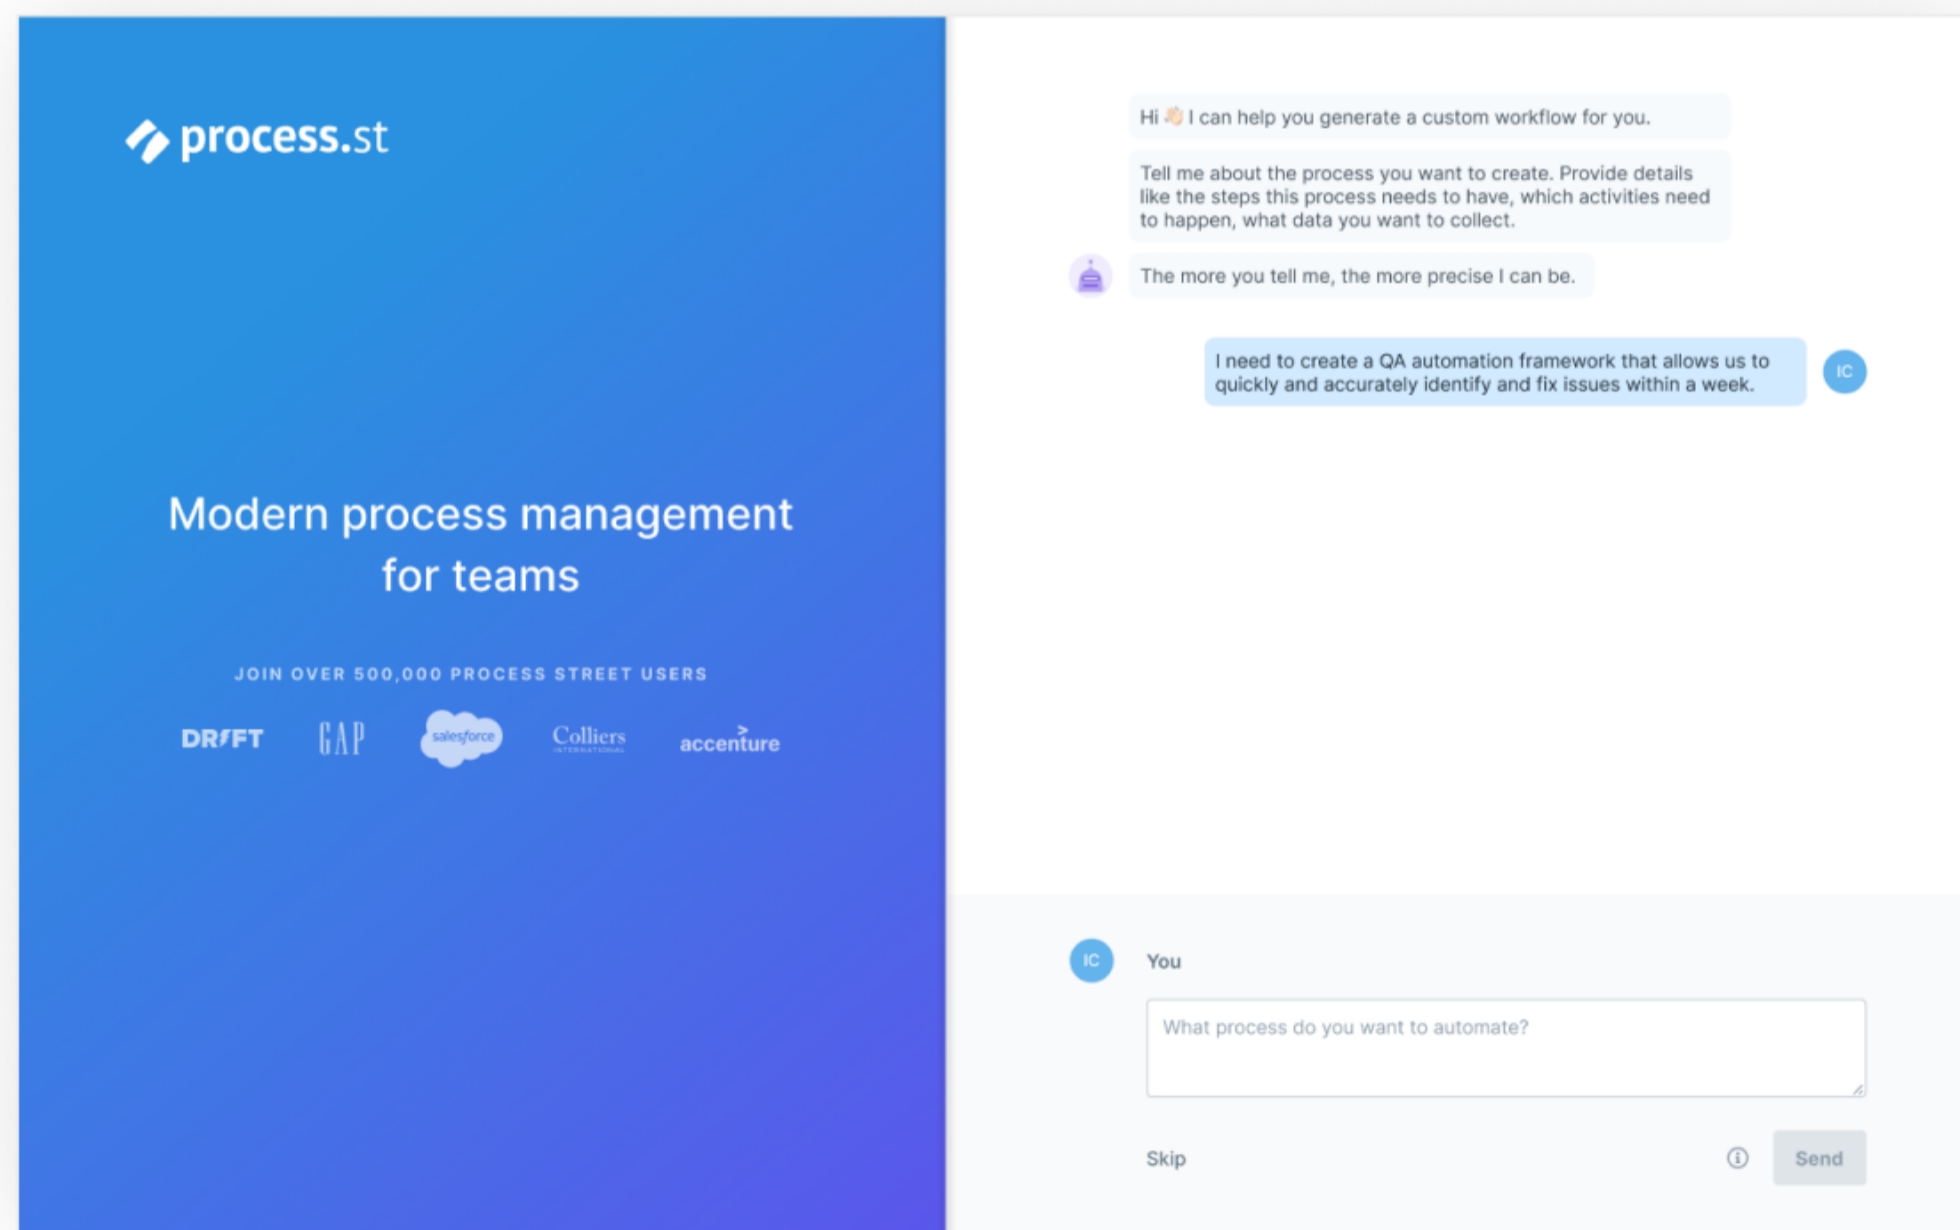 process.st
Modern process management
for teams
JOIN OVER 500,000 PROCESS STREET USERS
DRIFT GAP salesforce Colliers INTERNATIONAL accenture
Hi 👋🏻 I can help you generate a custom workflow for you.
Tell me about the process you want to create. Provide details
like the steps this process needs to have, which activities need
to happen, what data you want to collect.
The more you tell me, the more precise I can be.
I need to create a QA automation framework that allows us to
quickly and accurately identify and fix issues within a week.
IC
IC
You
What process do you want to automate?
Skip
Send